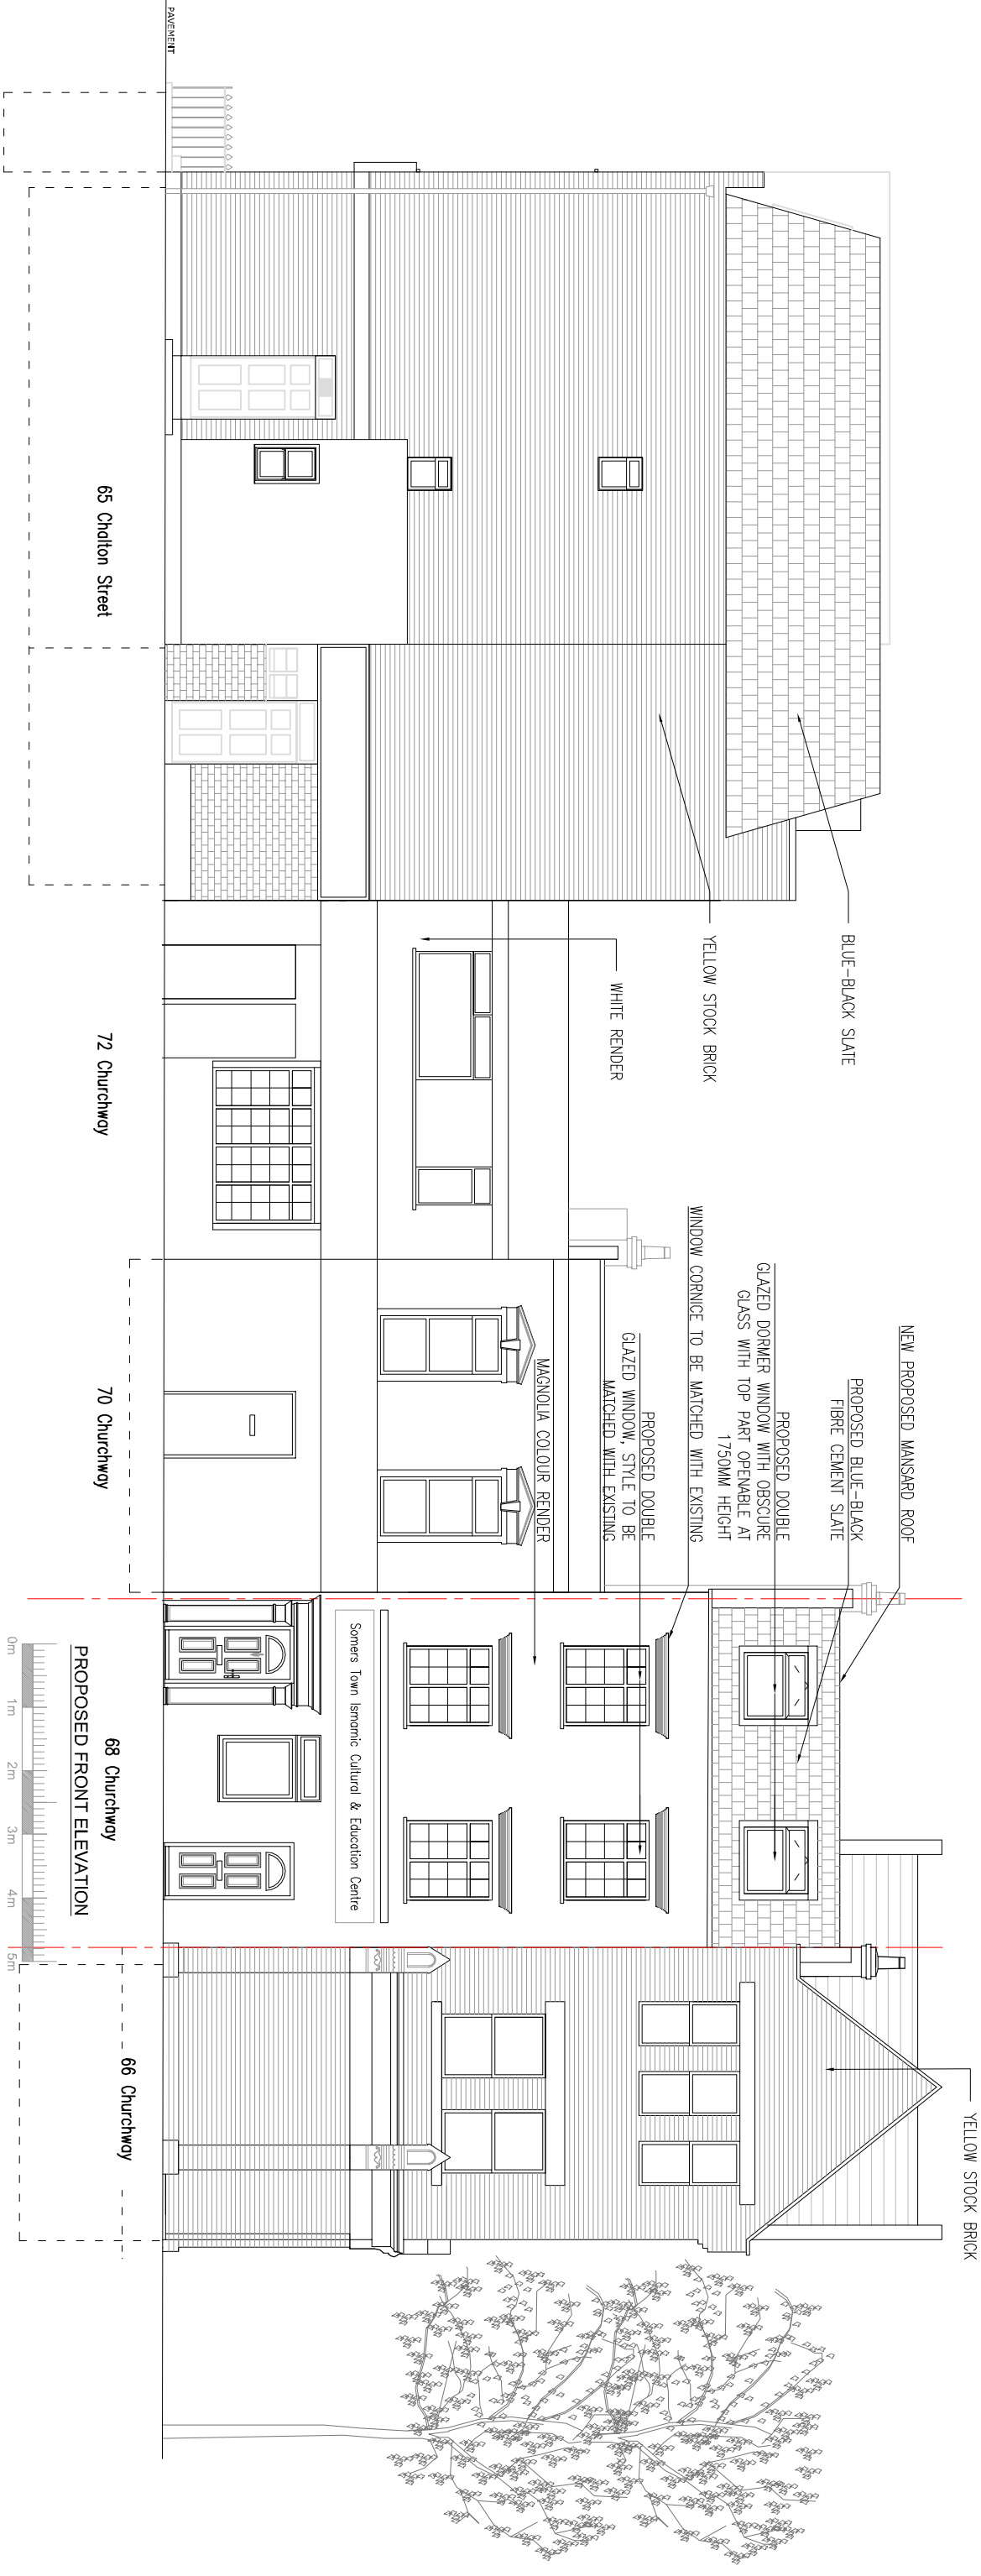 PAVEMENT
BLUE-BLACK SLATE
YELLOW STOCK BRICK
WHITE RENDER
NEW PROPOSED MANSARD ROOF
PROPOSED BLUE-BLACK
FIBRE CEMENT SLATE
PROPOSED DOUBLE
GLAZED DORMER WINDOW WITH OBSCURE
GLASS WITH TOP PART OPENABLE AT
1750MM HEIGHT
WINDOW CORNICE TO BE MATCHED WITH EXISTING
PROPOSED DOUBLE
GLAZED WINDOW, STYLE TO BE
MATCHED WITH EXISTING
MAGNOLIA COLOUR RENDER
YELLOW STOCK BRICK
Somers Town Ismamic Cultural & Education Centre
65 Chalton Street
72 Churchway
70 Churchway
68 Churchway
66 Churchway
PROPOSED FRONT ELEVATION
0m 1m 2m 3m 4m 5m